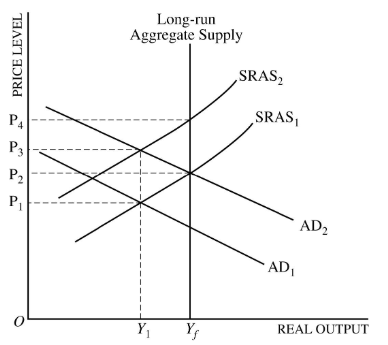 Long-run
Aggregate Supply
PRICE LEVEL
SRAS2
SRAS1
P4
P3
P2
P1
AD2
AD1
O
Y1
Yf
REAL OUTPUT